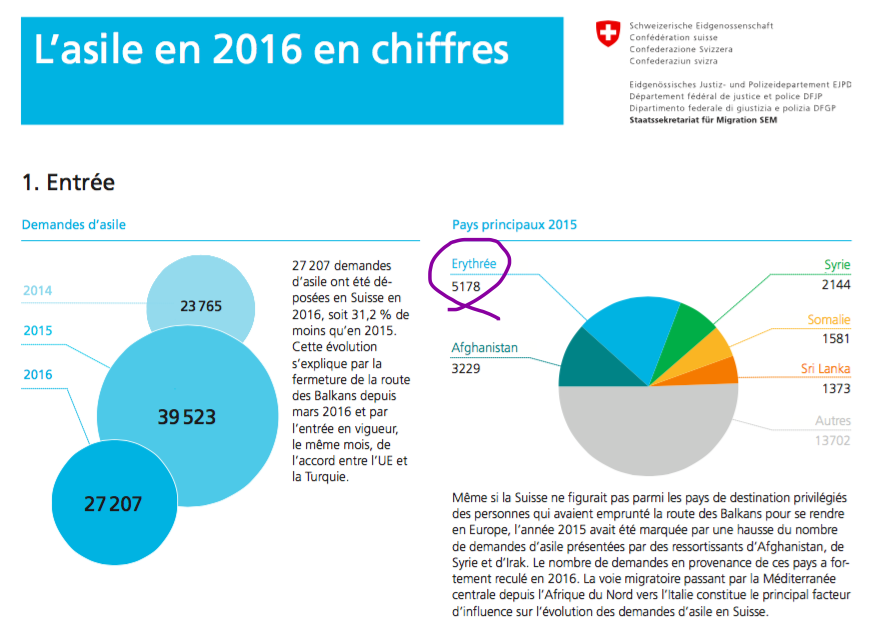 L'asile en 2016 en chiffres
Schweizerische Eidgenossenschaft
Confédération suisse
Confederazione Svizzera
Confederaziun svizra
Eidgenössisches Justiz- und Polizeidepartement EJPD
Département fédéral de justice et police DFJP
Dipartimento federale di giustizia e polizia DFGP
Staatssekretariat für Migration SEM
1. Entrée
Demandes d'asile
2014
2015
2016
23 765
39 523
27 207
27 207 demandes
d'asile ont été dé-
posées en Suisse en
2016, soit 31,2 % de
moins qu'en 2015.
Cette évolution
s'explique par la
fermeture de la route
des Balkans depuis
mars 2016 et par
l'entrée en vigueur,
le même mois, de
l'accord entre l'UE et
la Turquie.
Pays principaux 2015
Erythrée
5178
Afghanistan
3229
Syrie
2144
Somalie
1581
Sri Lanka
1373
Autres
13702
Même si la Suisse ne figurait pas parmi les pays de destination privilégiés
des personnes qui avaient emprunté la route des Balkans pour se rendre
en Europe, l'année 2015 avait été marquée par une hausse du nombre
de demandes d'asile présentées par des ressortissants d'Afghanistan, de
Syrie et d'Irak. Le nombre de demandes en provenance de ces pays a for-
tement reculé en 2016. La voie migratoire passant par la Méditerranée
centrale depuis l'Afrique du Nord vers l'Italie constitue le principal facteur
d'influence sur l'évolution des demandes d'asile en Suisse.